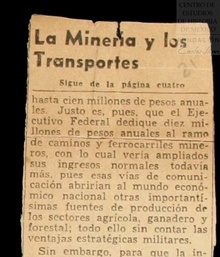 CENTRO DE
ESTUDIOS
La Minería y los
Transportes
Sigue de la página cuatro
hasta cien millones de pesos anua-
les. Justo es, pues, que el Eje-
cutivo Federal dedique diez mi-
llones de pesos anuales al ramo
de caminos y ferrocarriles mine-
ros, con lo cual vería ampliados
sus ingresos normales todavía
más, pues esas vías de comuni-
cación abrirían al mundo econó-
mico nacional otras importantí-
simas fuentes de producción de
los sectores agrícola, ganadero y
forestal; todo ello sin contar las
ventajas estratégicas militares.
Sin embargo, para que la in-